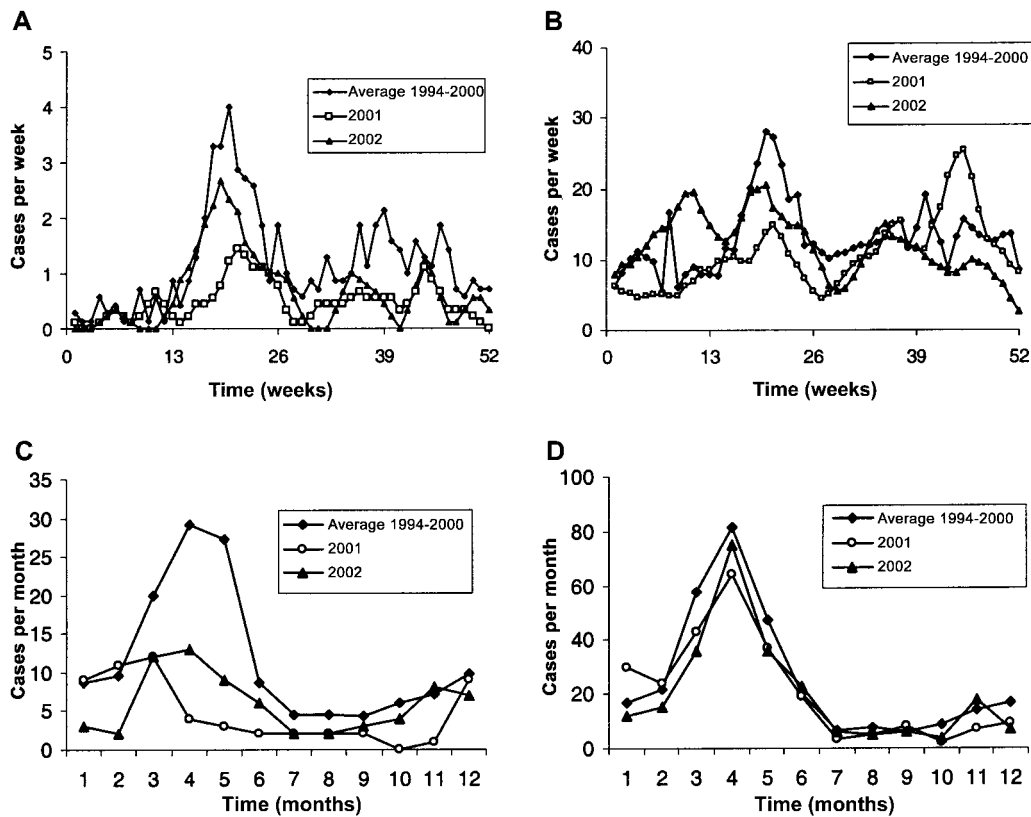 A
5
4
3
2
1
0
Cases per week
Average 1994-2000
2001
2002
0 13 26 39 52
Time (weeks)
B
40
30
20
10
0
Cases per week
Average 1994-2000
2001
2002
0 13 26 39 52
Time (weeks)
C
35
30
25
20
15
10
5
0
Cases per month
Average 1994-2000
2001
2002
1 2 3 4 5 6 7 8 9 10 11 12
Time (months)
D
100
80
60
40
20
0
Cases per month
Average 1994-2000
2001
2002
1 2 3 4 5 6 7 8 9 10 11 12
Time (months)